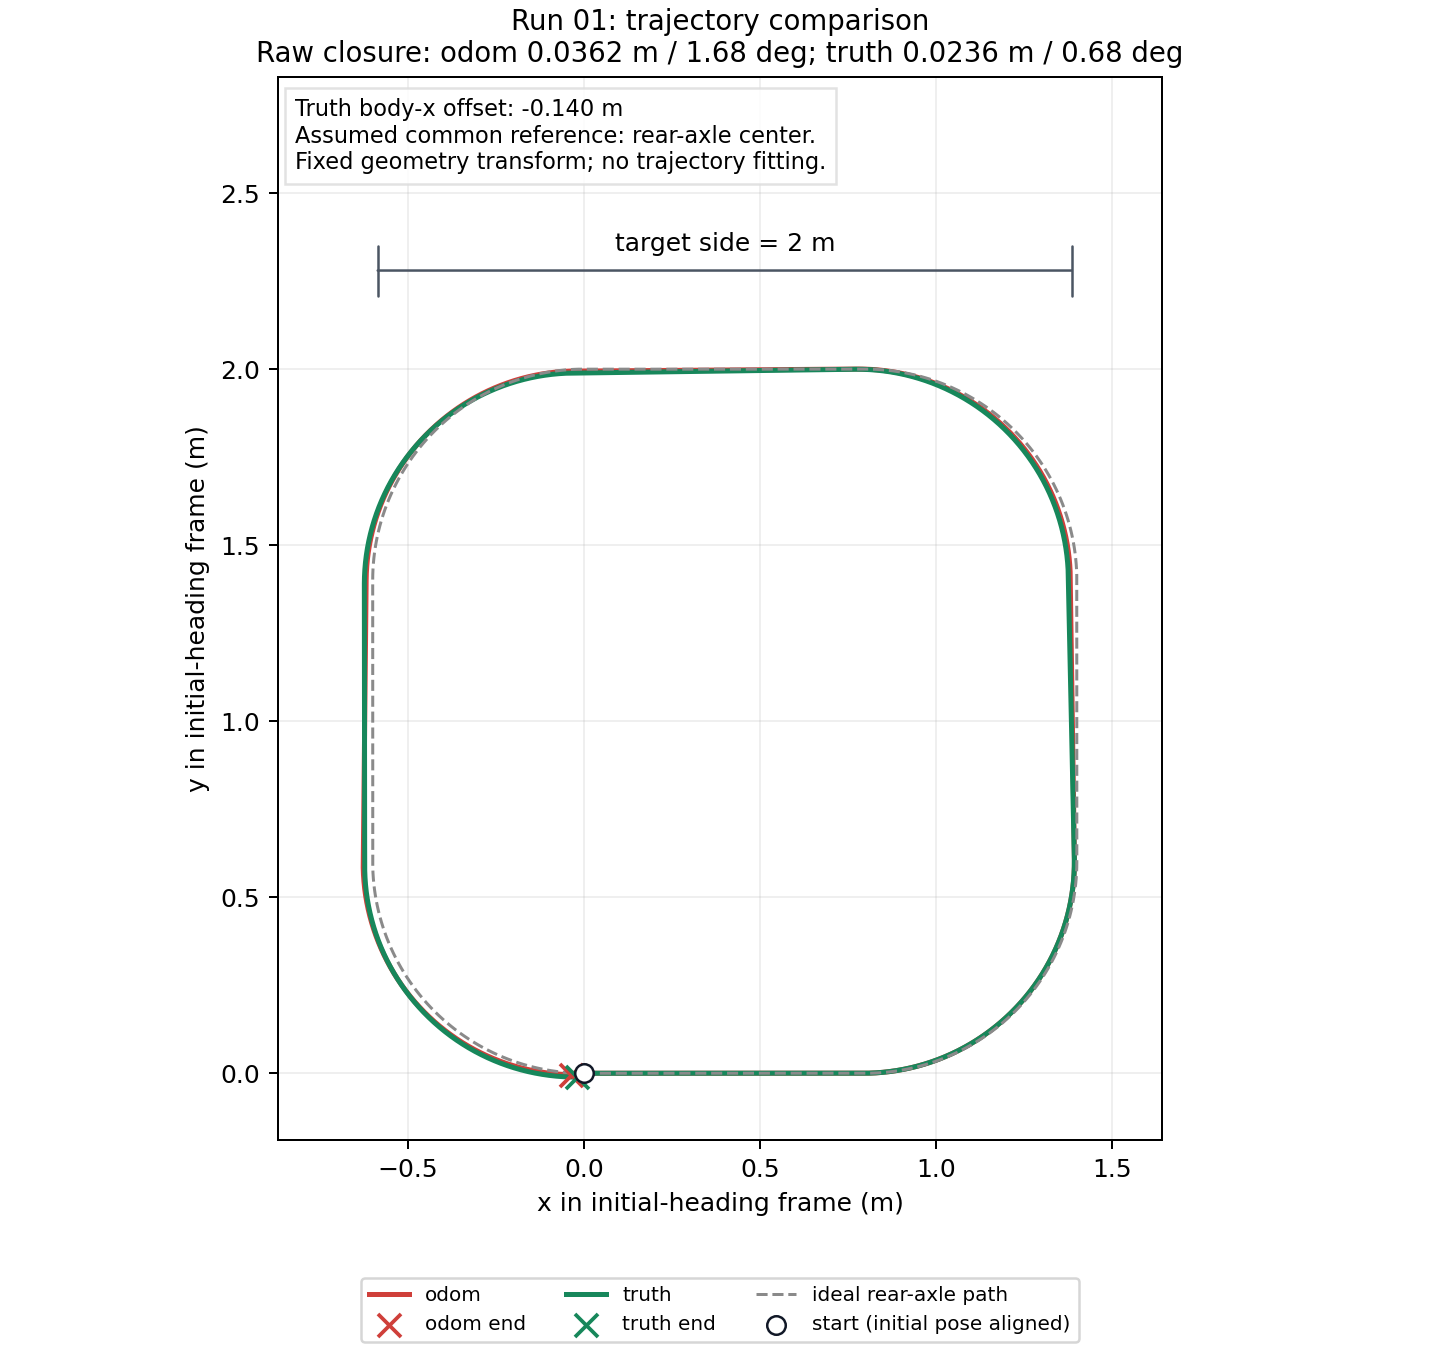 Run 01: trajectory comparison
Raw closure: odom 0.0362 m / 1.68 deg; truth 0.0236 m / 0.68 deg
Truth body-x offset: -0.140 m
Assumed common reference: rear-axle center.
Fixed geometry transform; no trajectory fitting.
target side = 2 m
2.5
2.0
1.5
1.0
0.5
0.0
y in initial-heading frame (m)
−0.5 0.0 0.5 1.0 1.5
x in initial-heading frame (m)
odom truth ideal rear-axle path
odom end truth end start (initial pose aligned)